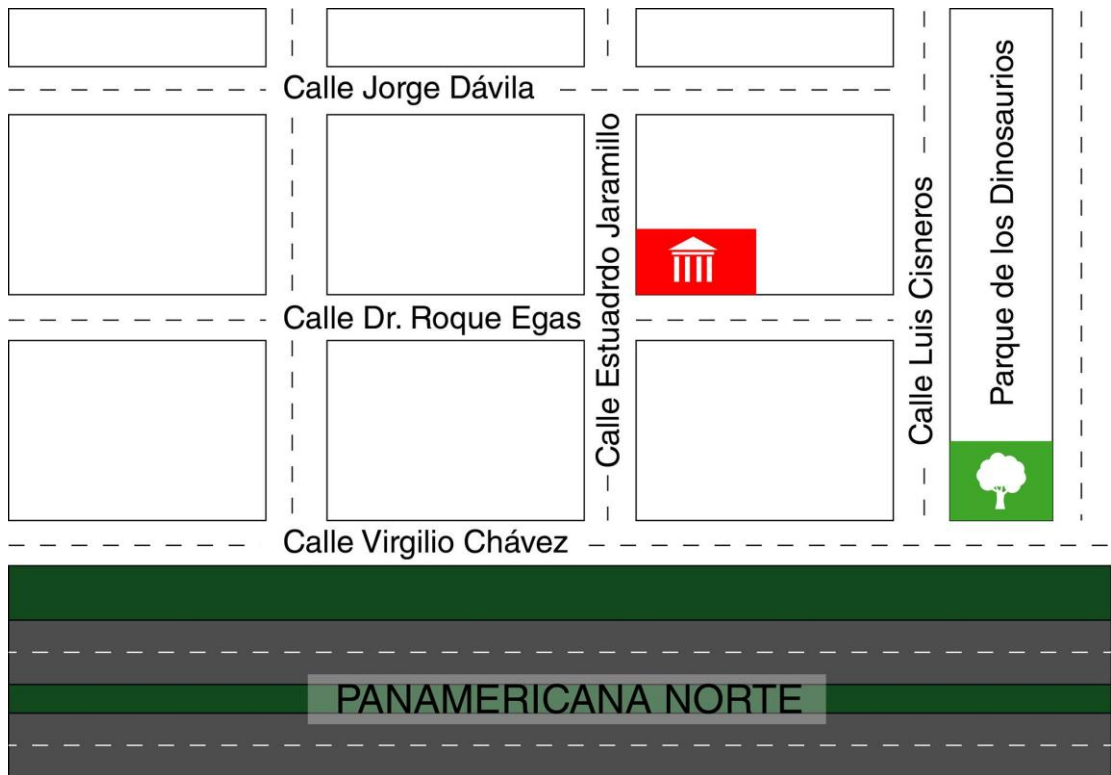 Calle Jorge Dávila
Calle Estuadrdo Jaramillo
Calle Luis Cisneros
Parque de los Dinosaurios
Calle Dr. Roque Egas
Calle Virgilio Chávez
PANAMERICANA NORTE